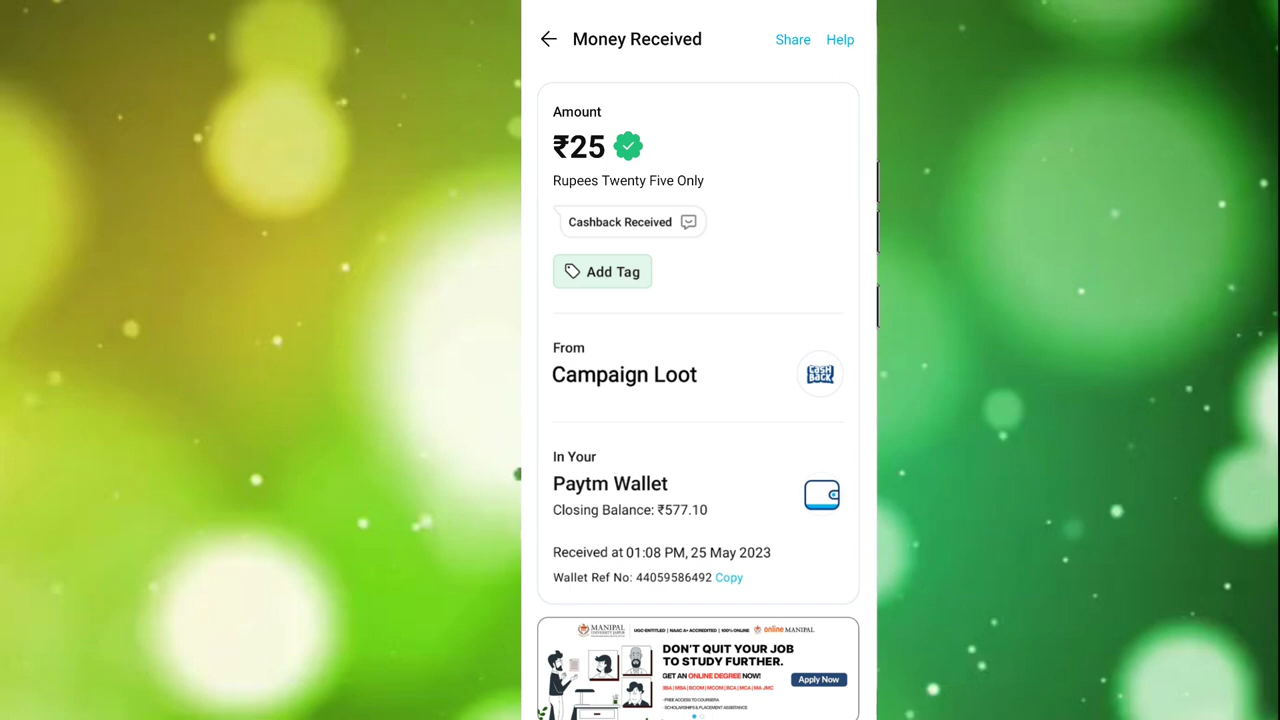 Money Received
Share Help
Amount
₹25
Rupees Twenty Five Only
Cashback Received
Add Tag
From
Campaign Loot
CASH BACK
In Your
Paytm Wallet
Closing Balance: ₹577.10
Received at 01:08 PM, 25 May 2023
Wallet Ref No: 44059586492 Copy
MANIPAL
UNIVERSITY JAIPUR
UGC-ENTITLED | NAAC A+ ACCREDITED | 100% ONLINE
online MANIPAL
DON'T QUIT YOUR JOB
TO STUDY FURTHER.
GET AN ONLINE DEGREE NOW!
Apply Now
BBA | MBA | BCOM | MCOM | BCA | MCA | MA JMC
· FREE ACCESS TO COURSERA
· SCHOLARSHIPS & PLACEMENT ASSISTANCE